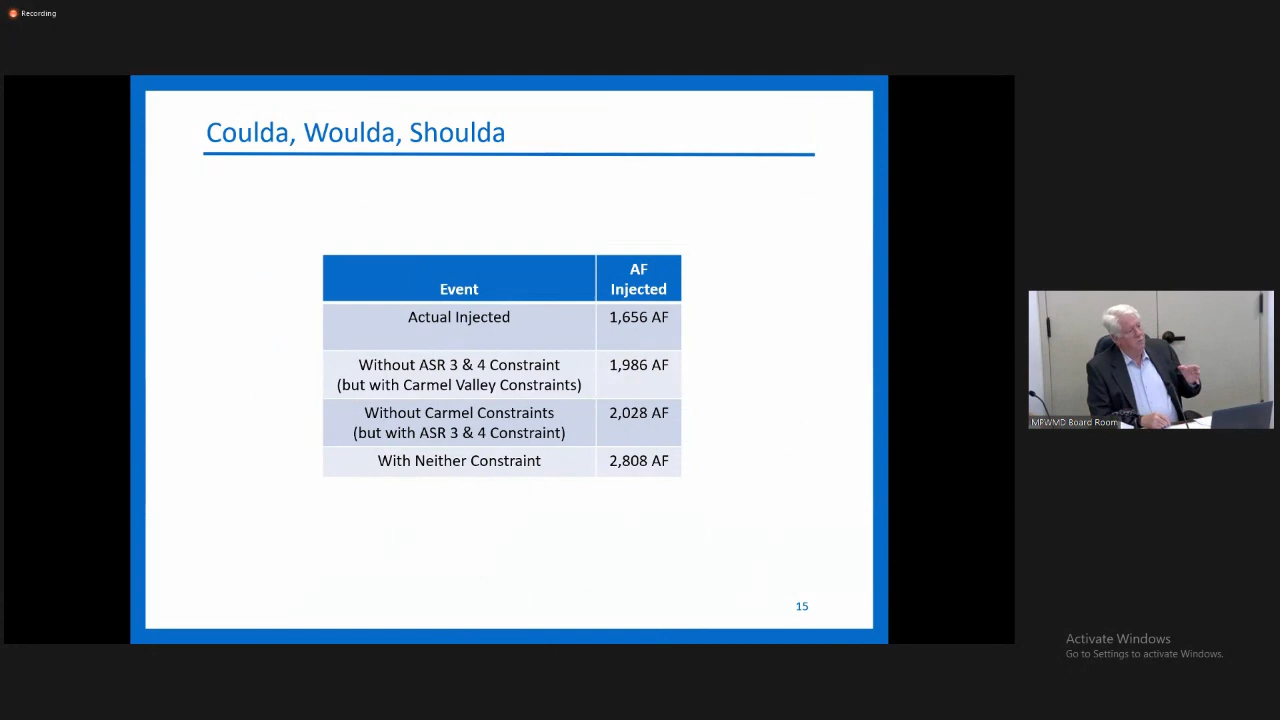 Recording
Coulda, Woulda, Shoulda
Event
AF
Injected
Actual Injected
1,656 AF
Without ASR 3 & 4 Constraint
(but with Carmel Valley Constraints)
1,986 AF
Without Carmel Constraints
(but with ASR 3 & 4 Constraint)
2,028 AF
With Neither Constraint
2,808 AF
15
MPWMD Board Room
Activate Windows
Go to Settings to activate Windows.